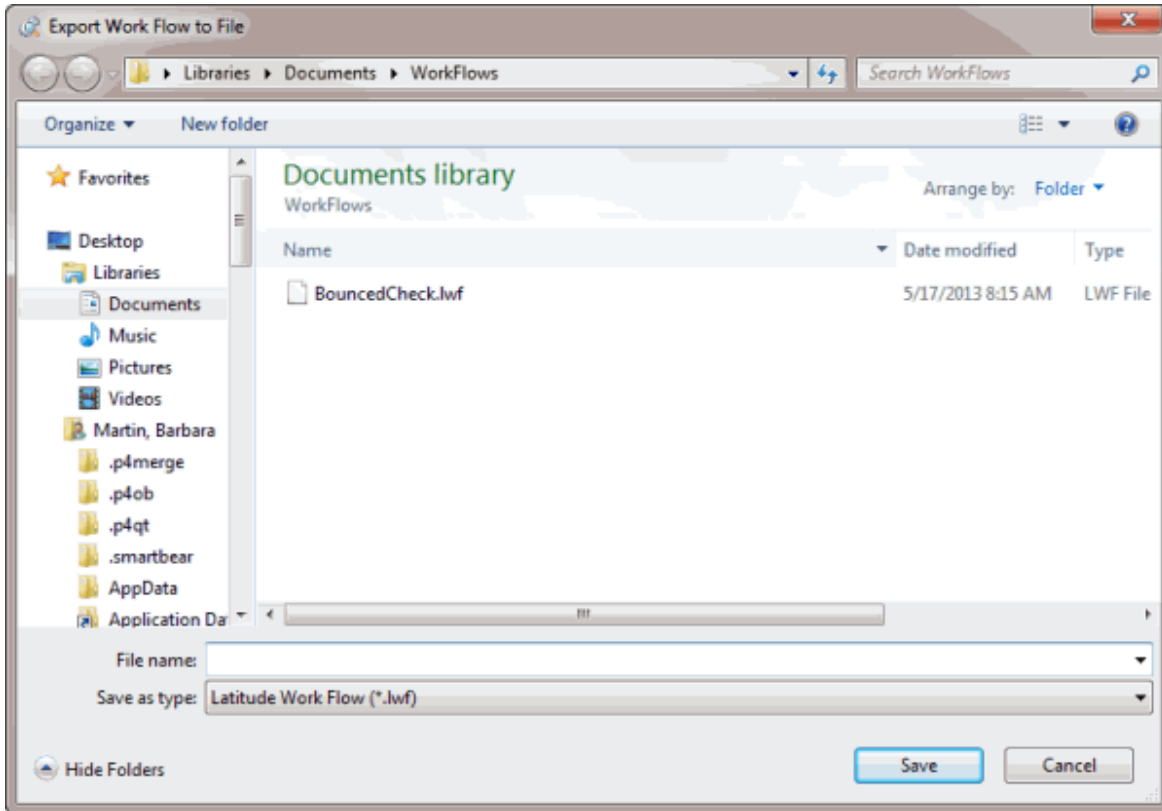 Export Work Flow to File
Libraries Documents WorkFlows
Search WorkFlows
Organize New folder
Favorites
Desktop
Libraries
Documents
Music
Pictures
Videos
Martin, Barbara
.p4merge
.p4ob
.p4qt
.smartbear
AppData
Application Da
Documents library
WorkFlows
Arrange by: Folder
Name Date modified Type
BouncedCheck.lwf 5/17/2013 8:15 AM LWF File
File name:
Save as type: Latitude Work Flow (*.lwf)
Hide Folders Save Cancel